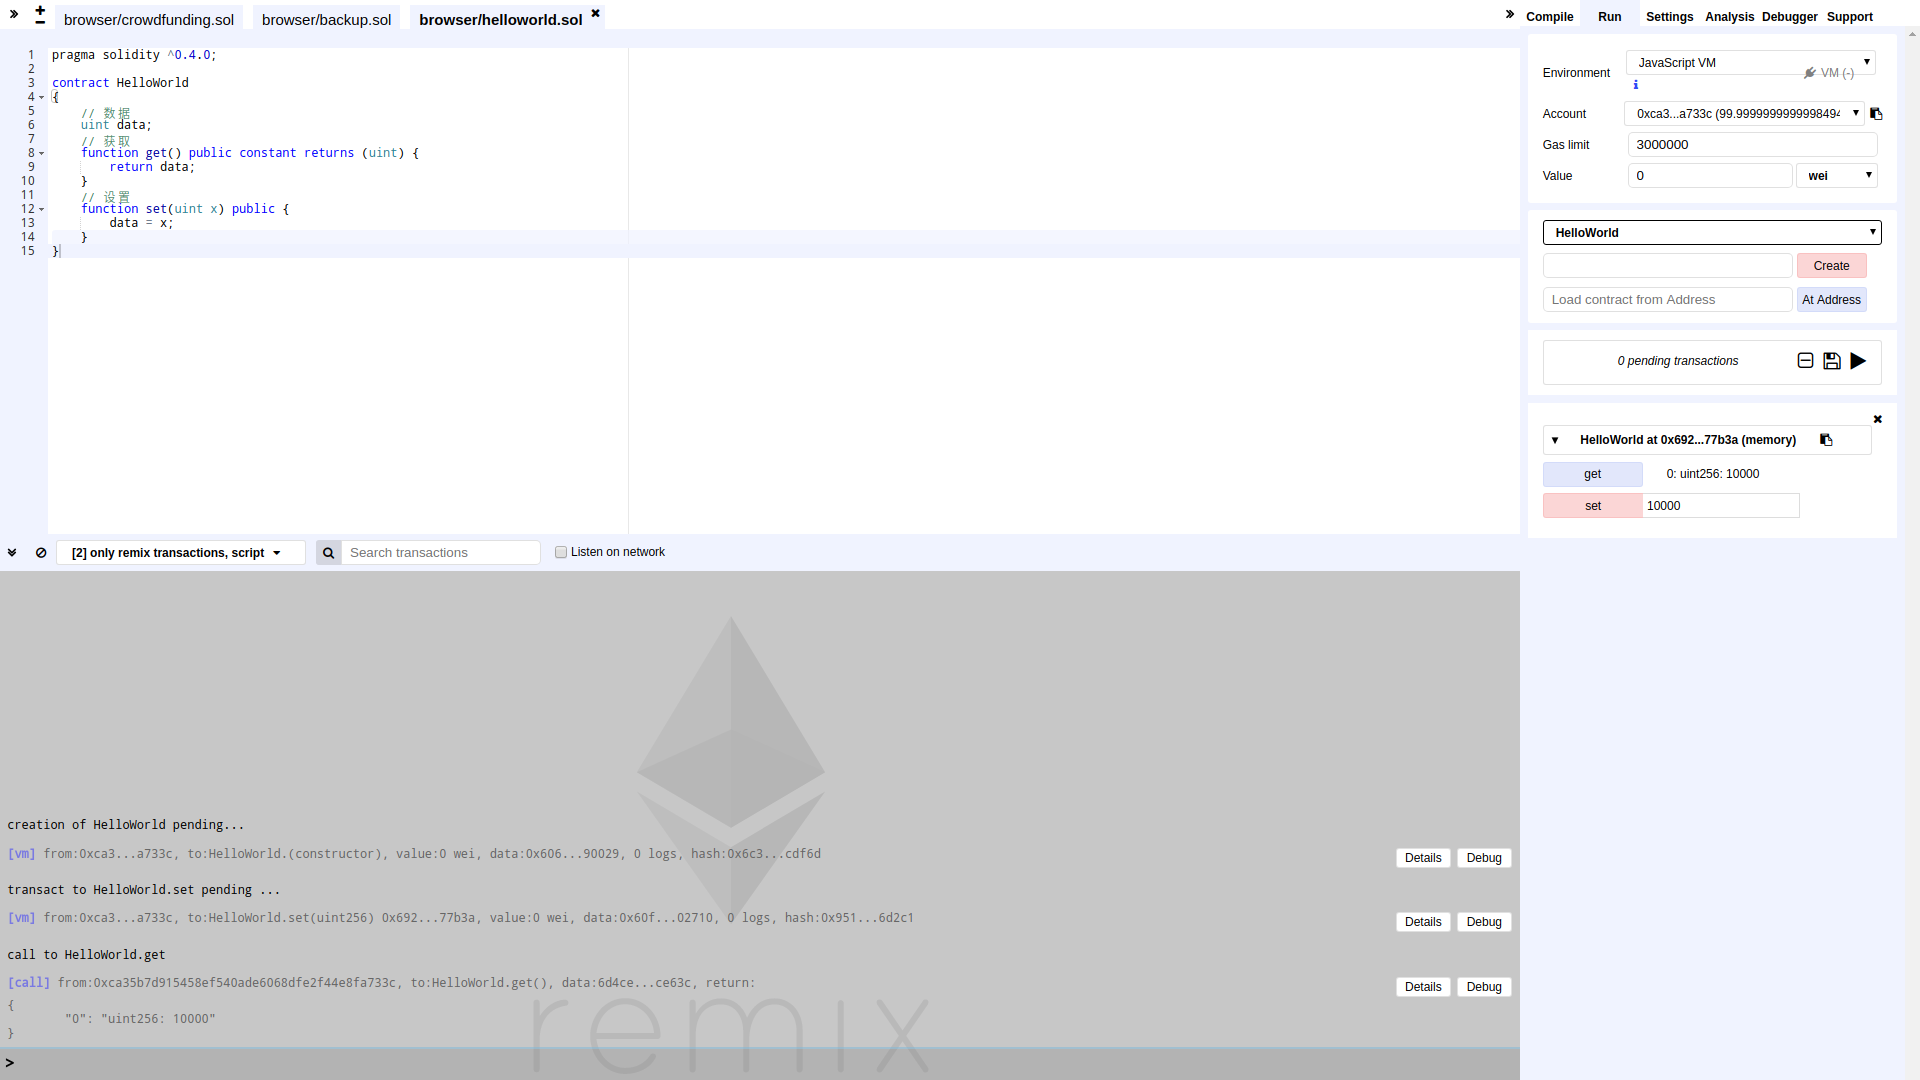 browser/crowdfunding.sol browser/backup.sol browser/helloworld.sol
Compile Run Settings Analysis Debugger Support
1 pragma solidity ^0.4.0;
2
3 contract HelloWorld
4 {
5 // 数据
6 uint data;
7 // 获取
8 function get() public constant returns (uint) {
9 return data;
10 }
11 // 设置
12 function set(uint x) public {
13 data = x;
14 }
15 }
Environment JavaScript VM
VM (-)
Account 0xca3...a733c (99.9999999999998494
Gas limit 3000000
Value 0 wei
HelloWorld
Create
Load contract from Address At Address
0 pending transactions
HelloWorld at 0x692...77b3a (memory)
get 0: uint256: 10000
set 10000
[2] only remix transactions, script Search transactions Listen on network
creation of HelloWorld pending...
[vm] from:0xca3...a733c, to:HelloWorld.(constructor), value:0 wei, data:0x606...90029, 0 logs, hash:0x6c3...cdf6d Details Debug
transact to HelloWorld.set pending ...
[vm] from:0xca3...a733c, to:HelloWorld.set(uint256) 0x692...77b3a, value:0 wei, data:0x60f...02710, 0 logs, hash:0x951...6d2c1 Details Debug
call to HelloWorld.get
[call] from:0xca35b7d915458ef540ade6068dfe2f44e8fa733c, to:HelloWorld.get(), data:6d4ce...ce63c, return: Details Debug
{
"0": "uint256: 10000"
}
remix
>